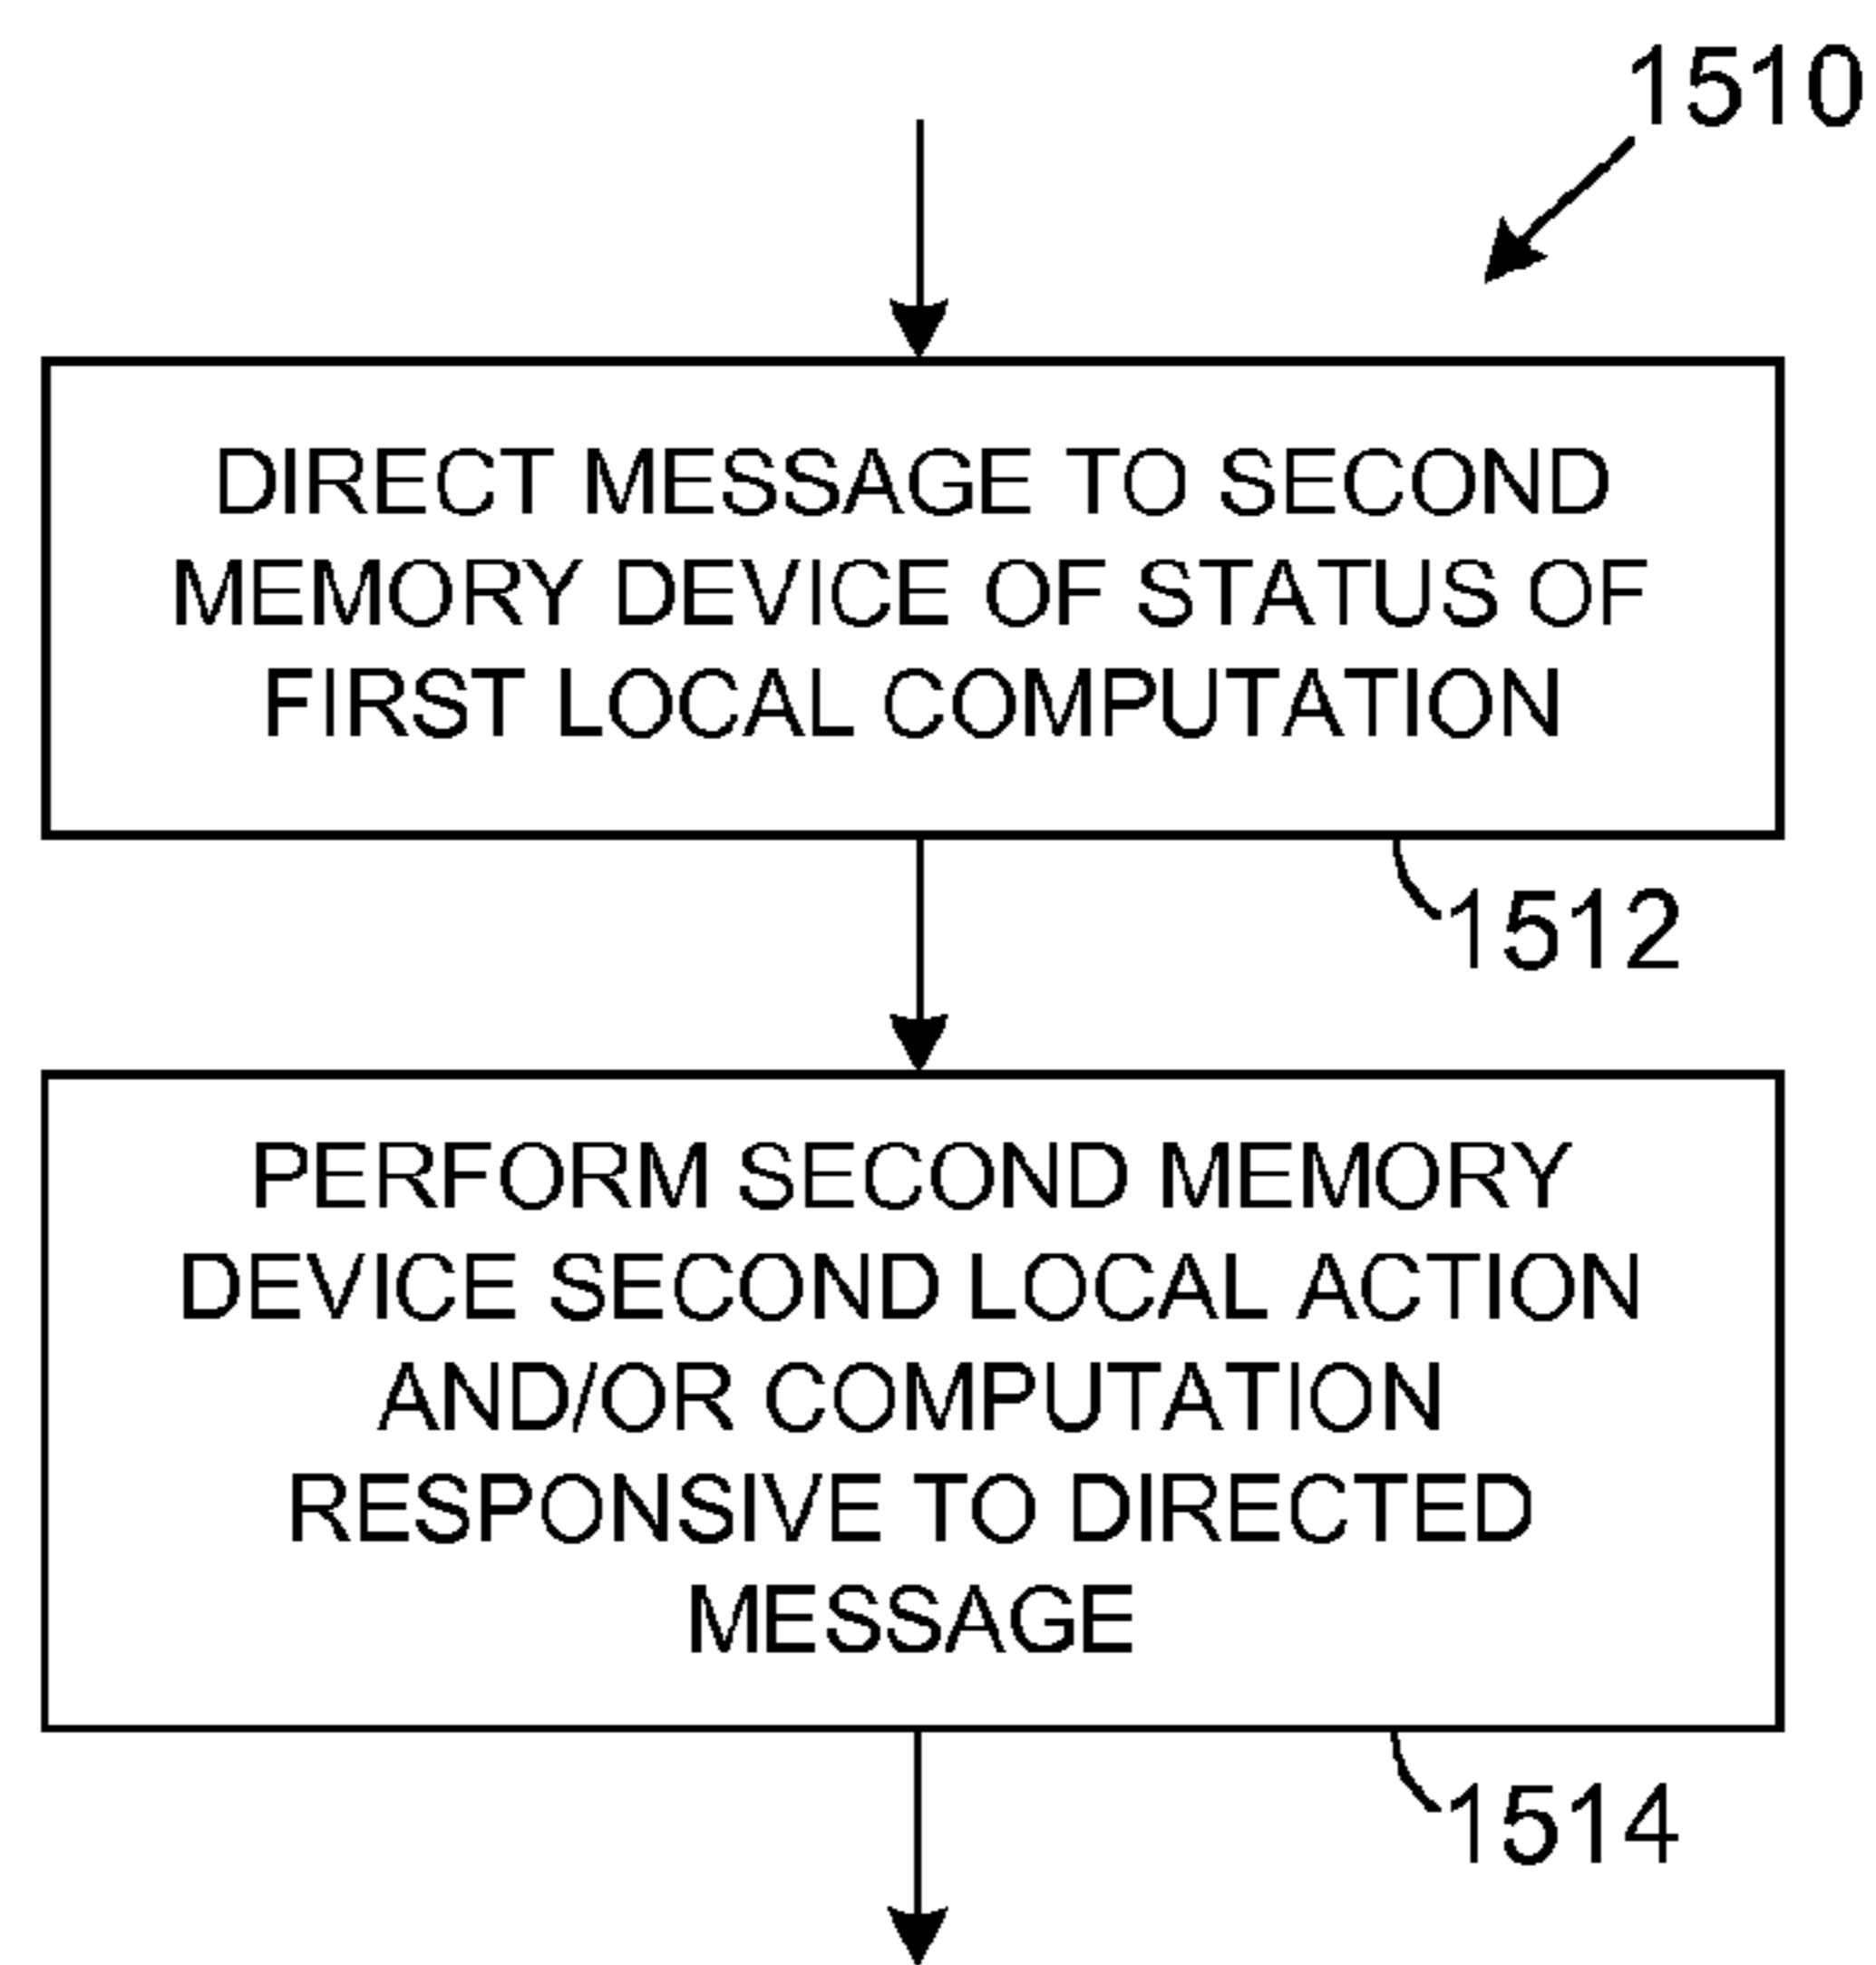 1510
DIRECT MESSAGE TO SECOND
MEMORY DEVICE OF STATUS OF
FIRST LOCAL COMPUTATION
1512
PERFORM SECOND MEMORY
DEVICE SECOND LOCAL ACTION
AND/OR COMPUTATION
RESPONSIVE TO DIRECTED
MESSAGE
1514